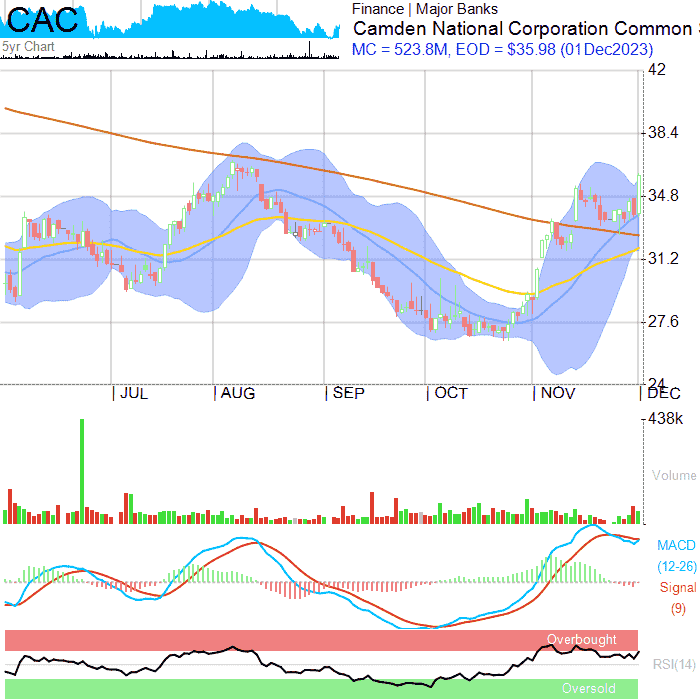 CAC
5yr Chart
Finance | Major Banks
Camden National Corporation Common
MC = 523.8M, EOD = $35.98 (01Dec2023)
42
38.4
34.8
31.2
27.6
24
| JUL | AUG | SEP | OCT | NOV | DEC
438k
Volume
MACD
(12-26)
Signal
(9)
Overbought
RSI(14)
Oversold